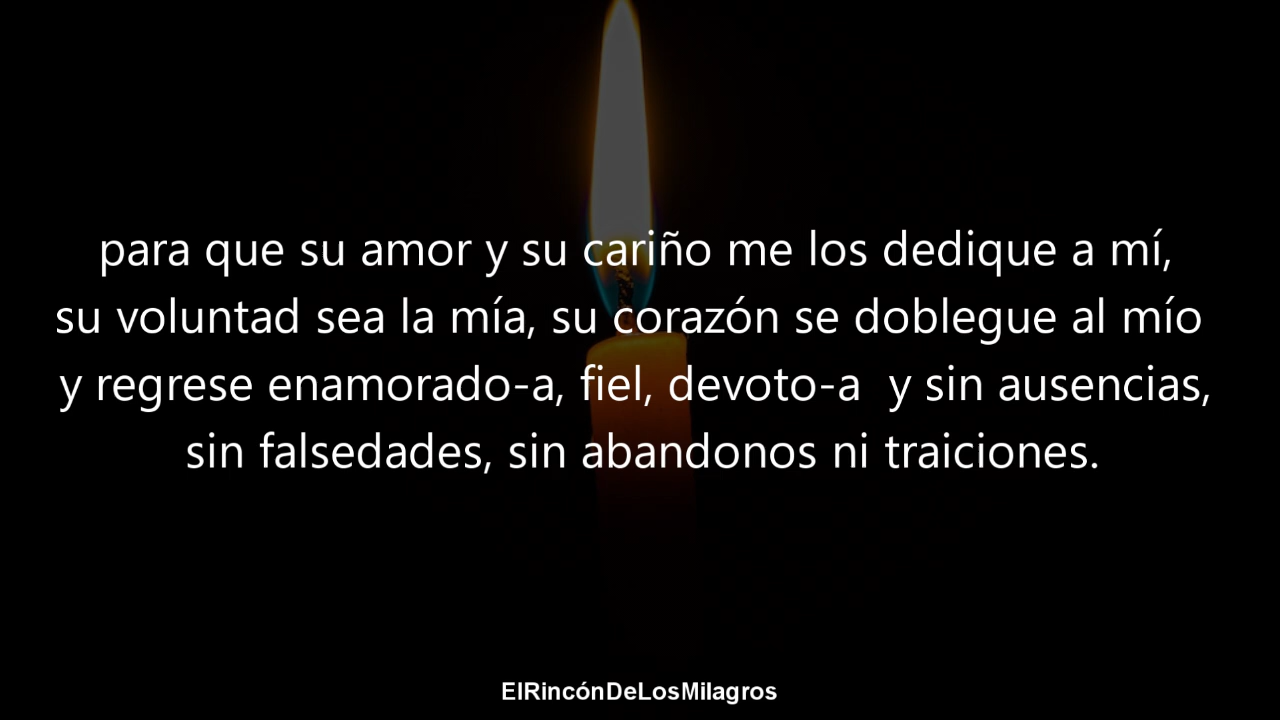 para que su amor y su cariño me los dedique a mí,
su voluntad sea la mía, su corazón se doblegue al mío
y regrese enamorado-a, fiel, devoto-a  y sin ausencias,
sin falsedades, sin abandonos ni traiciones.
ElRincónDeLosMilagros